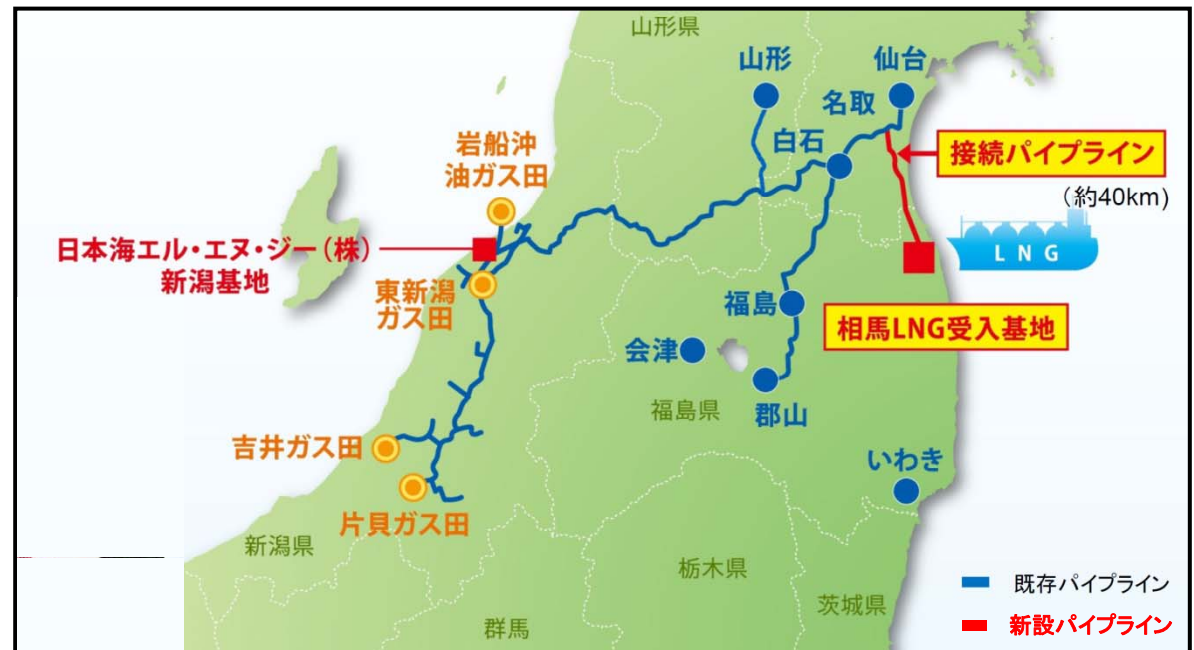 山形県
山形
仙台
名取
白石
岩船沖
油ガス田
接続パイプライン
(約40km)
LNG
日本海エル・エヌ・ジー(株)
新潟基地
東新潟
ガス田
福島
相馬LNG受入基地
会津
福島県
郡山
吉井ガス田
いわき
片貝ガス田
新潟県
栃木県
茨城県
群馬
既存パイプライン
新設パイプライン